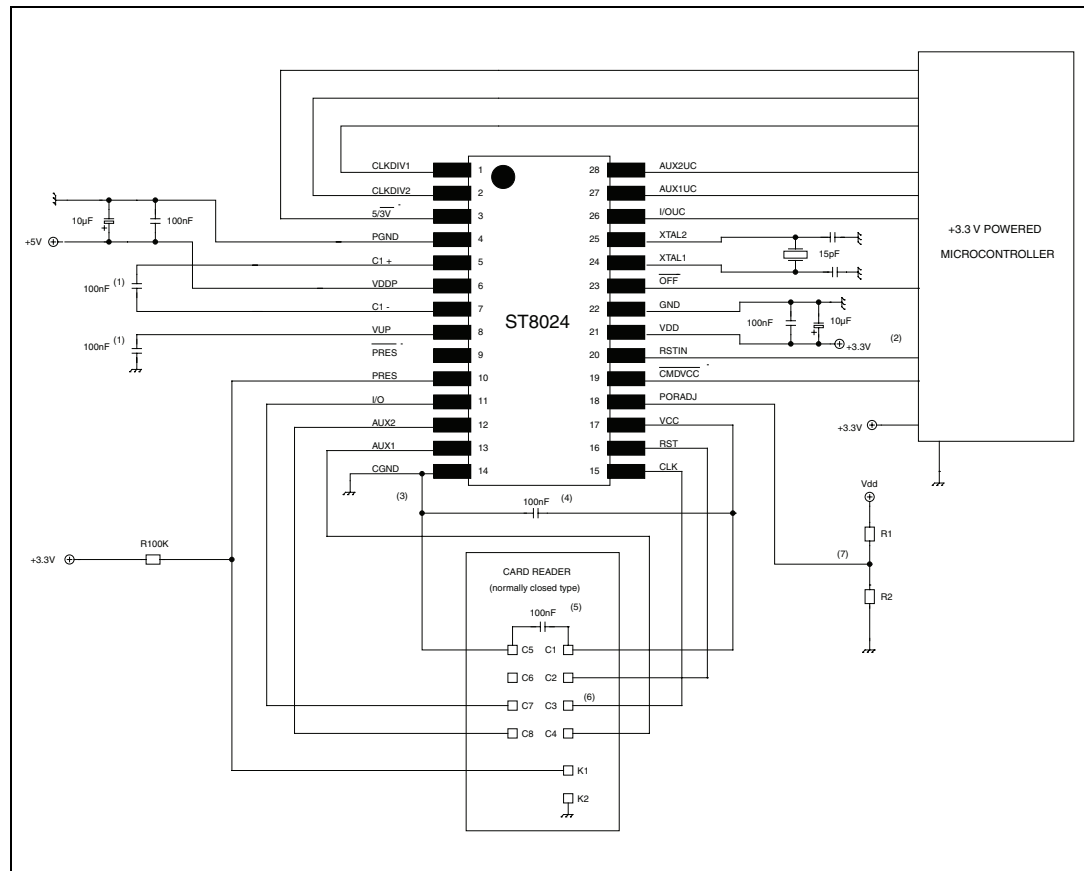 +3.3 V POWERED
MICROCONTROLLER
ST8024
CLKDIV1 1 28 AUX2UC
CLKDIV2 2 27 AUX1UC
5/3V 3 26 I/OUC
PGND 4 25 XTAL2
C1 + 5 24 XTAL1
VDDP 6 23 OFF
C1 - 7 22 GND
VUP 8 21 VDD
PRES 9 20 RSTIN
PRES 10 19 CMDVCC
I/O 11 18 PORADJ
AUX2 12 17 VCC
AUX1 13 16 RST
CGND 14 15 CLK
10µF + 100nF
+5V
100nF (1)
100nF (1)
15pF
100nF + 10µF
+3.3V (2)
+3.3V
(3)
100nF (4)
Vdd
R1
(7)
R2
+3.3V R100K
CARD READER
(normally closed type)
100nF (5)
C5 C1
C6 C2
C7 C3 (6)
C8 C4
K1
K2